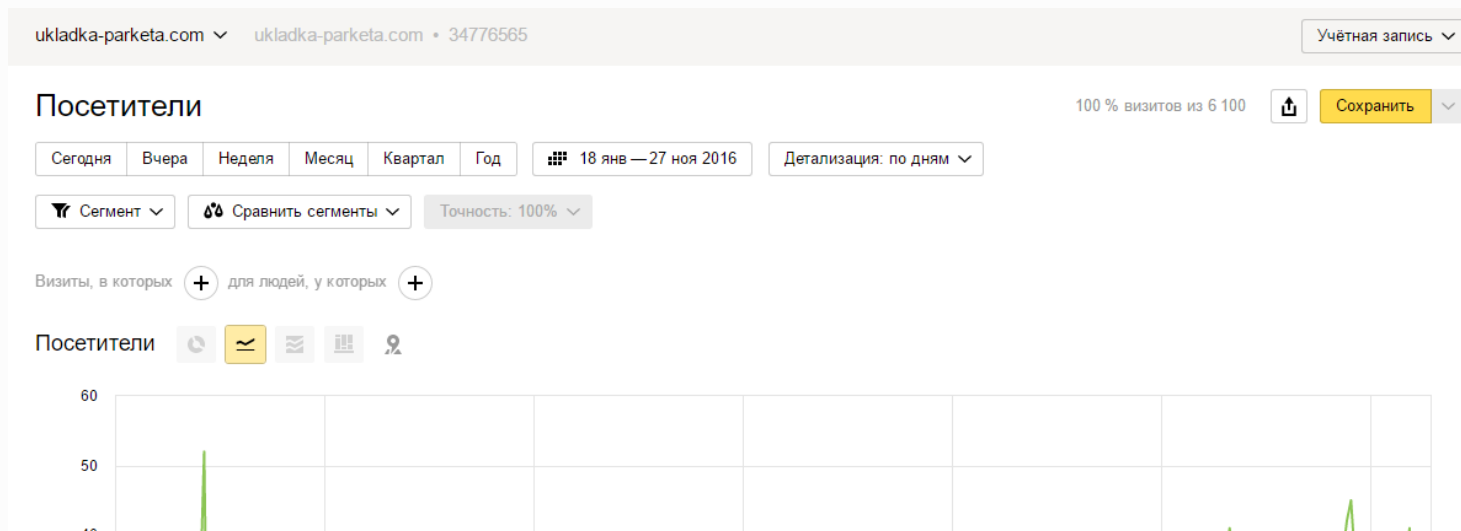 ukladka-parketa.com ukladka-parketa.com • 34776565 Учётная запись
Посетители 100 % визитов из 6 100 Сохранить
Сегодня Вчера Неделя Месяц Квартал Год 18 янв — 27 ноя 2016 Детализация: по дням
Сегмент Сравнить сегменты Точность: 100%
Визиты, в которых + для людей, у которых +
Посетители
60
50